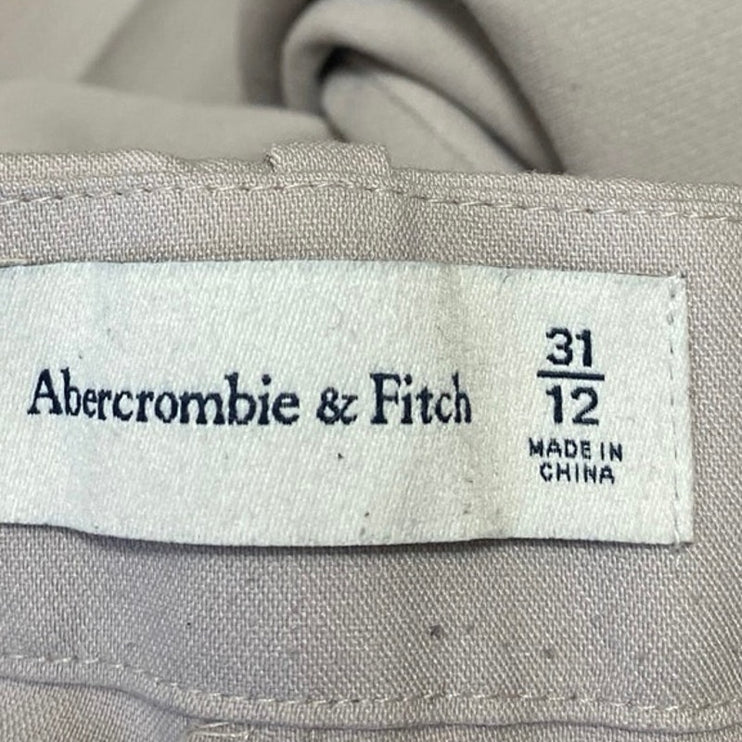 Abercrombie & Fitch
31
12
MADE IN
CHINA